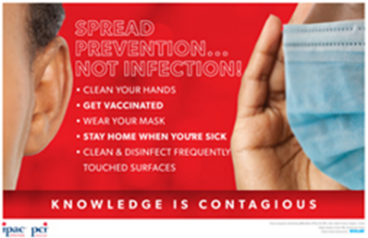 SPREAD
PREVENTION...
NOT INFECTION!
• CLEAN YOUR HANDS
• GET VACCINATED
• WEAR YOUR MASK
• STAY HOME WHEN YOU'RE SICK
• CLEAN & DISINFECT FREQUENTLY
TOUCHED SURFACES
KNOWLEDGE IS CONTAGIOUS
ipac pci